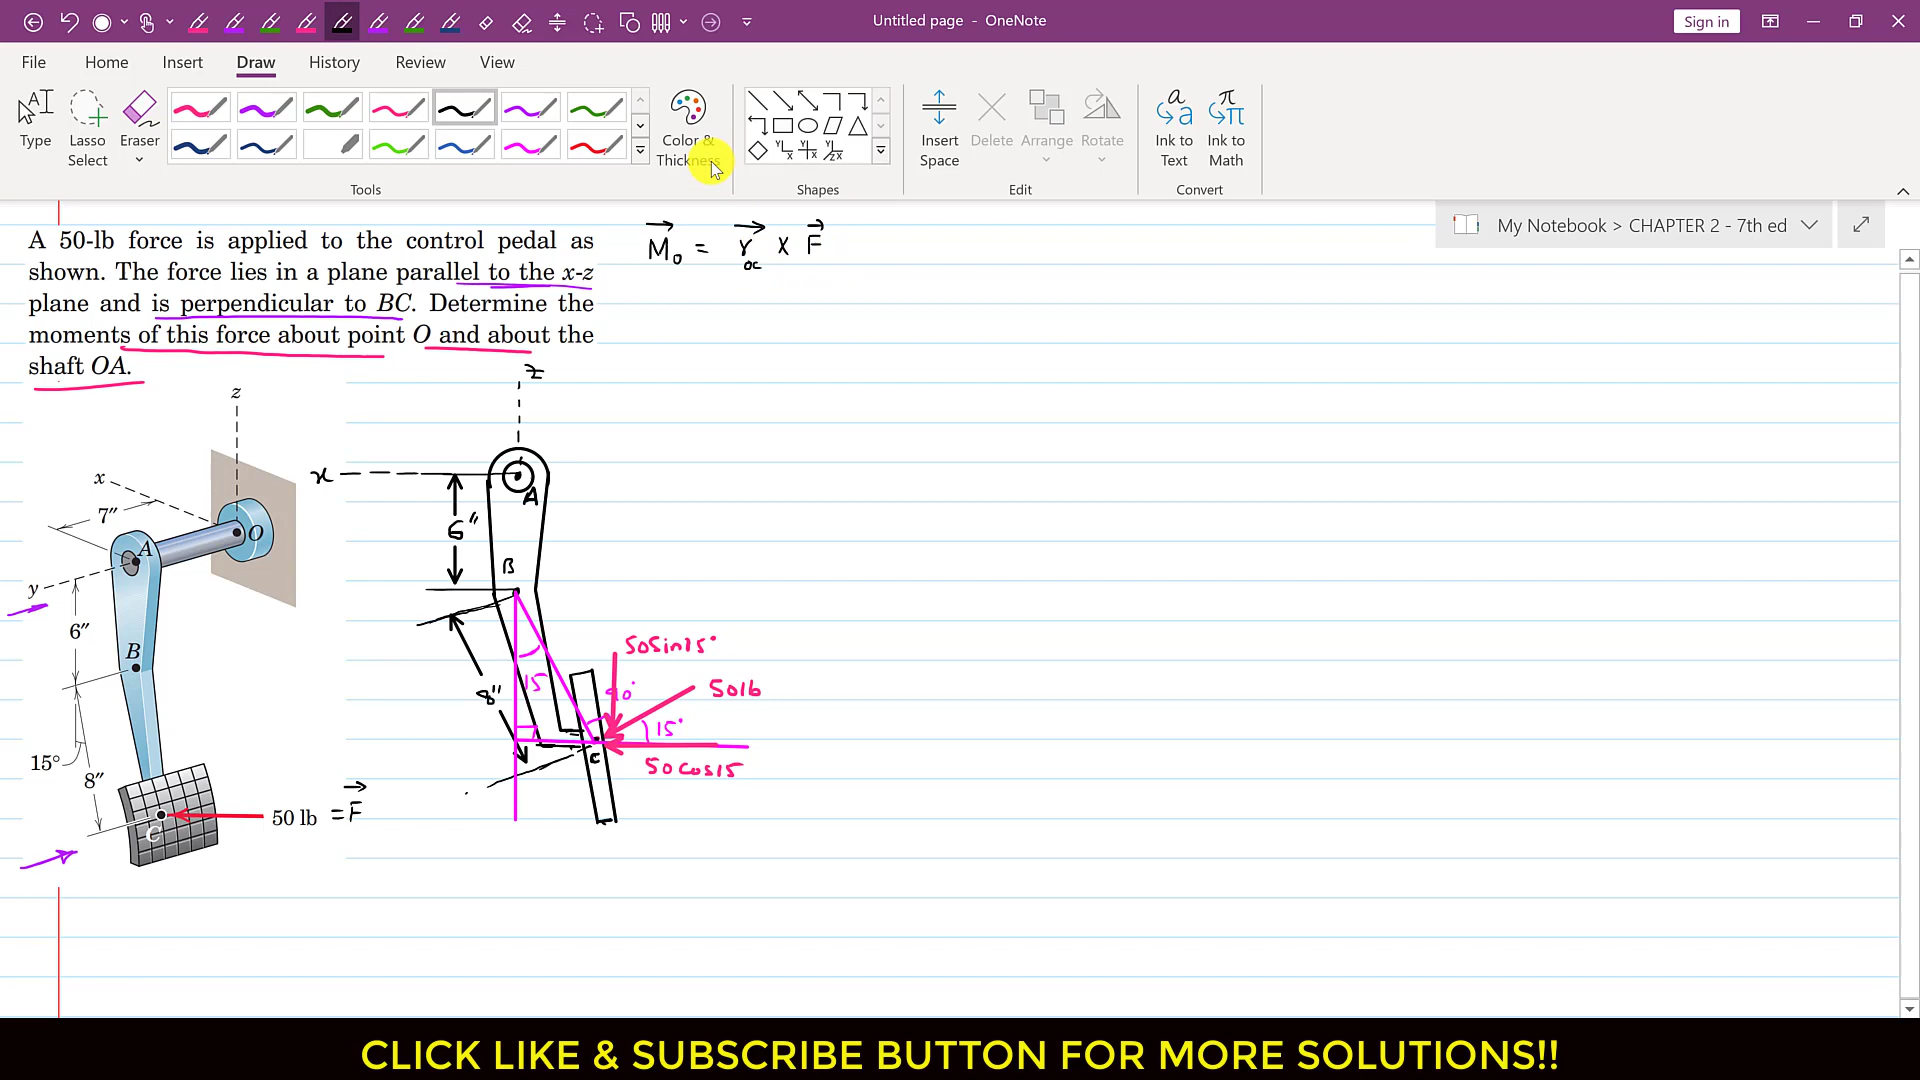 Untitled page - OneNote
Sign in
File Home Insert Draw History Review View
Type
Lasso Select
Eraser
Color & Thickness
Insert Space
Delete
Arrange
Rotate
Ink to Text
Ink to Math
Tools
Shapes
Edit
Convert
My Notebook > CHAPTER 2 - 7th ed
A 50-lb force is applied to the control pedal as
shown. The force lies in a plane parallel to the x-z
plane and is perpendicular to BC. Determine the
moments of this force about point O and about the
shaft OA.
M₀ = r_oc x F
z
x
7"
O
A
y
6"
B
15°
8"
C
50 lb = F
z
x
A
6"
B
8"
15
50sin15°
90°
50lb
15°
C
50cos15
CLICK LIKE & SUBSCRIBE BUTTON FOR MORE SOLUTIONS!!